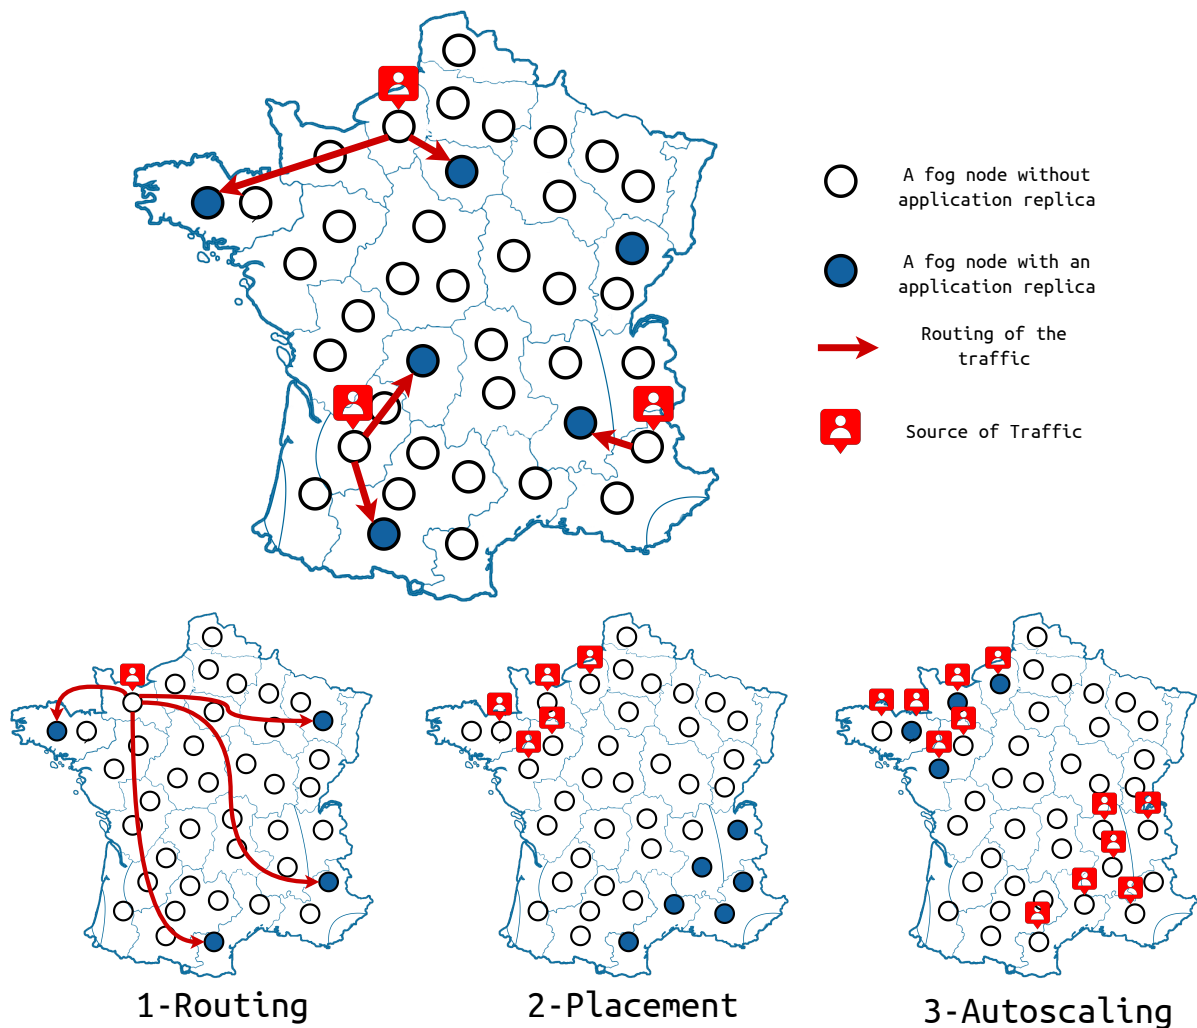 A fog node without
application replica
A fog node with an
application replica
Routing of the
traffic
Source of Traffic
1-Routing
2-Placement
3-Autoscaling